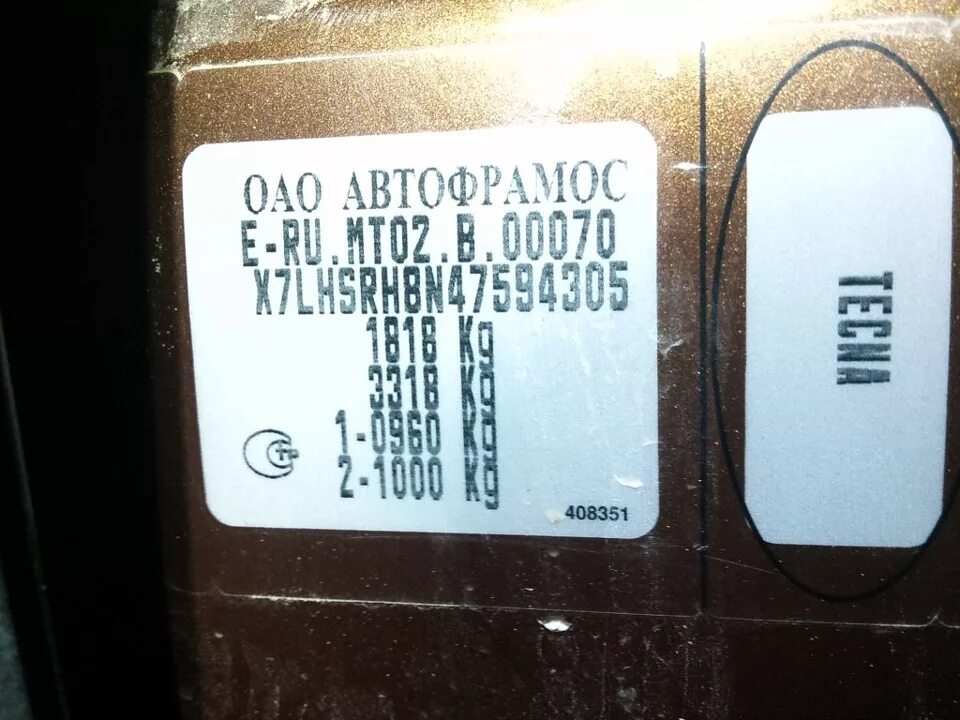 ОАО АВТОФРАМОС
E-RU.MT02.B.00070
X7LHSRH8N47594305
1818 Kg
3318 Kg
1-0960 Kg
2-1000 Kg
408351
TECNA